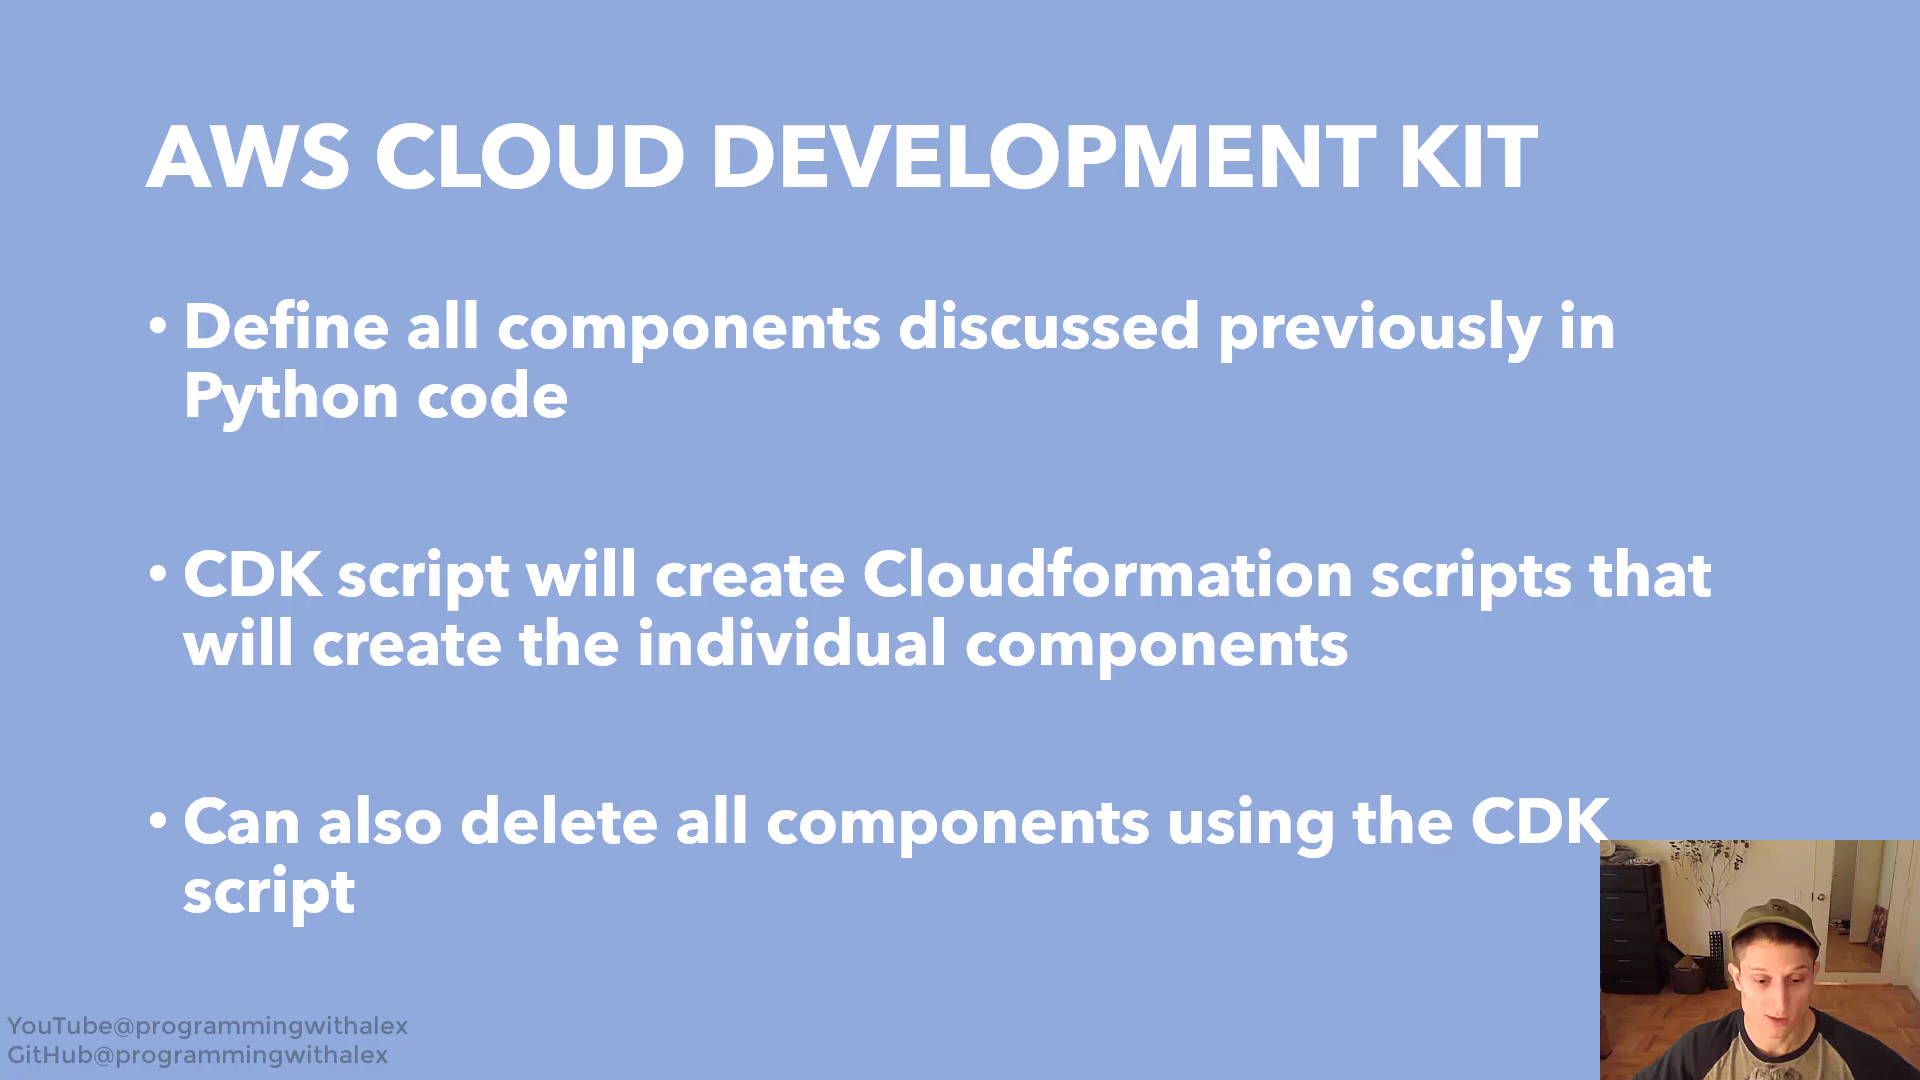 AWS CLOUD DEVELOPMENT KIT
• Define all components discussed previously in
Python code
• CDK script will create Cloudformation scripts that
will create the individual components
• Can also delete all components using the CDK
script
YouTube@programmingwithalex
GitHub@programmingwithalex